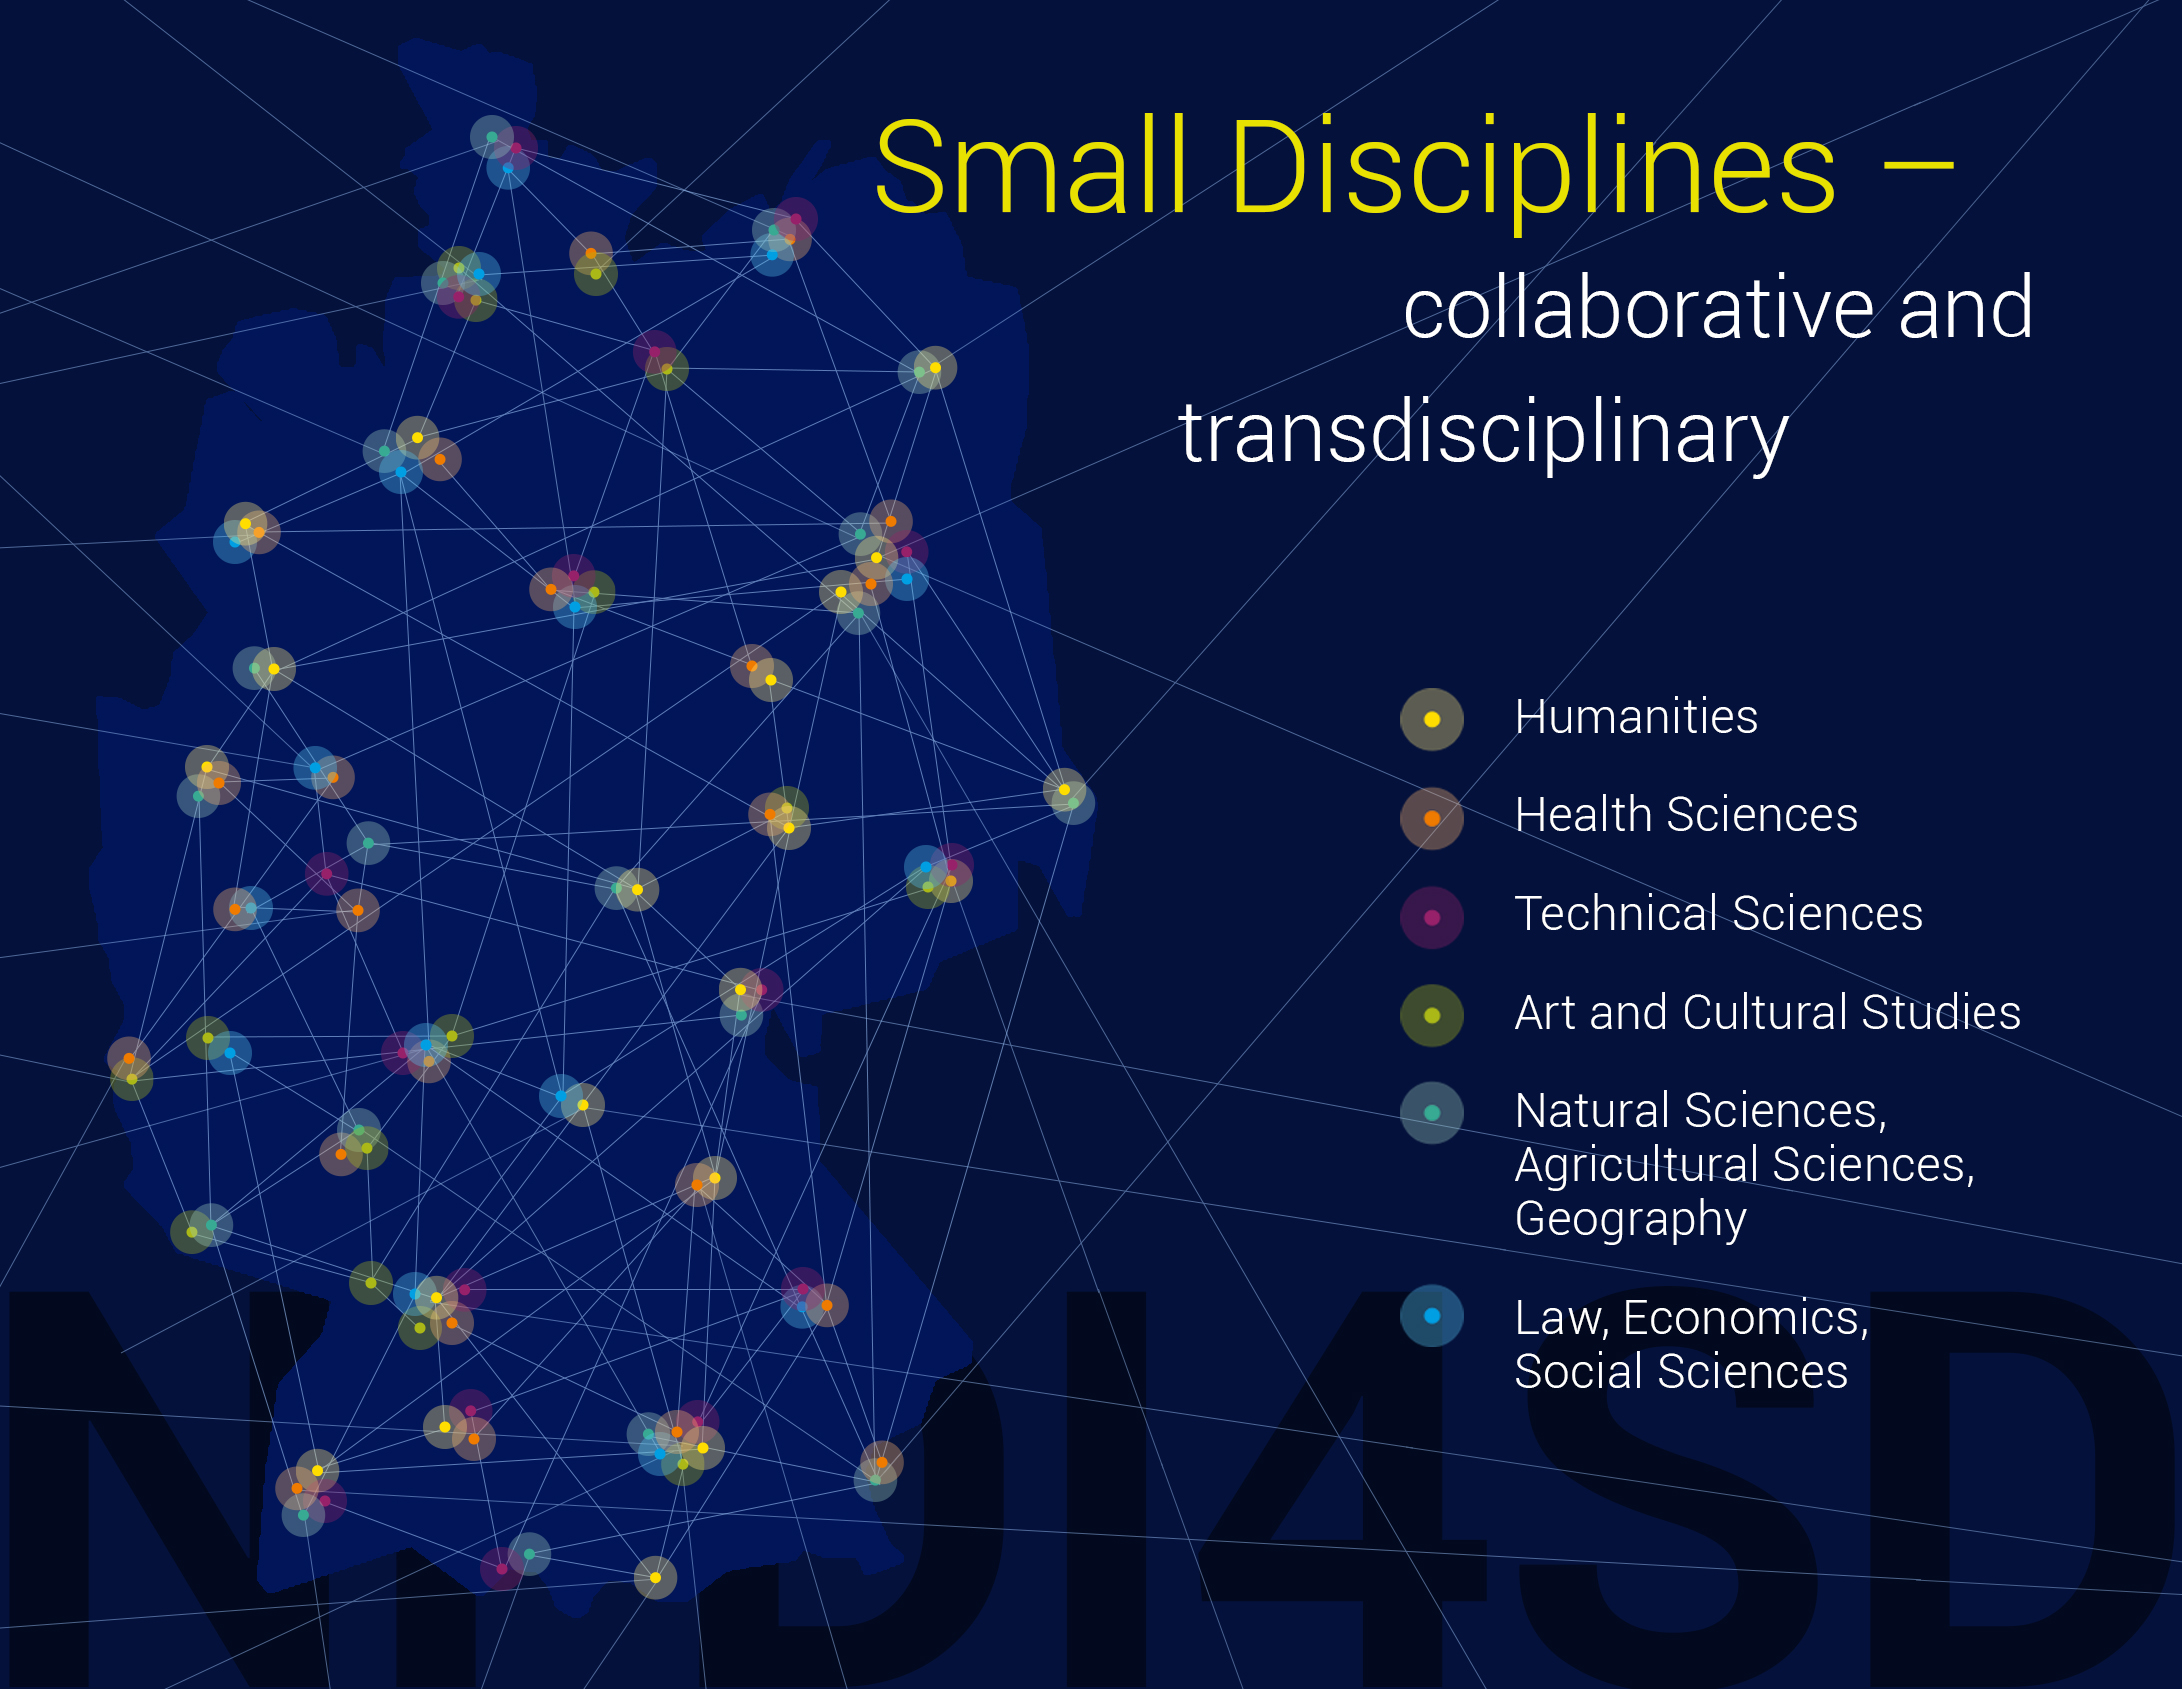 Small Disciplines –
collaborative and
transdisciplinary
Humanities
Health Sciences
Technical Sciences
Art and Cultural Studies
Natural Sciences,
Agricultural Sciences,
Geography
Law, Economics,
Social Sciences